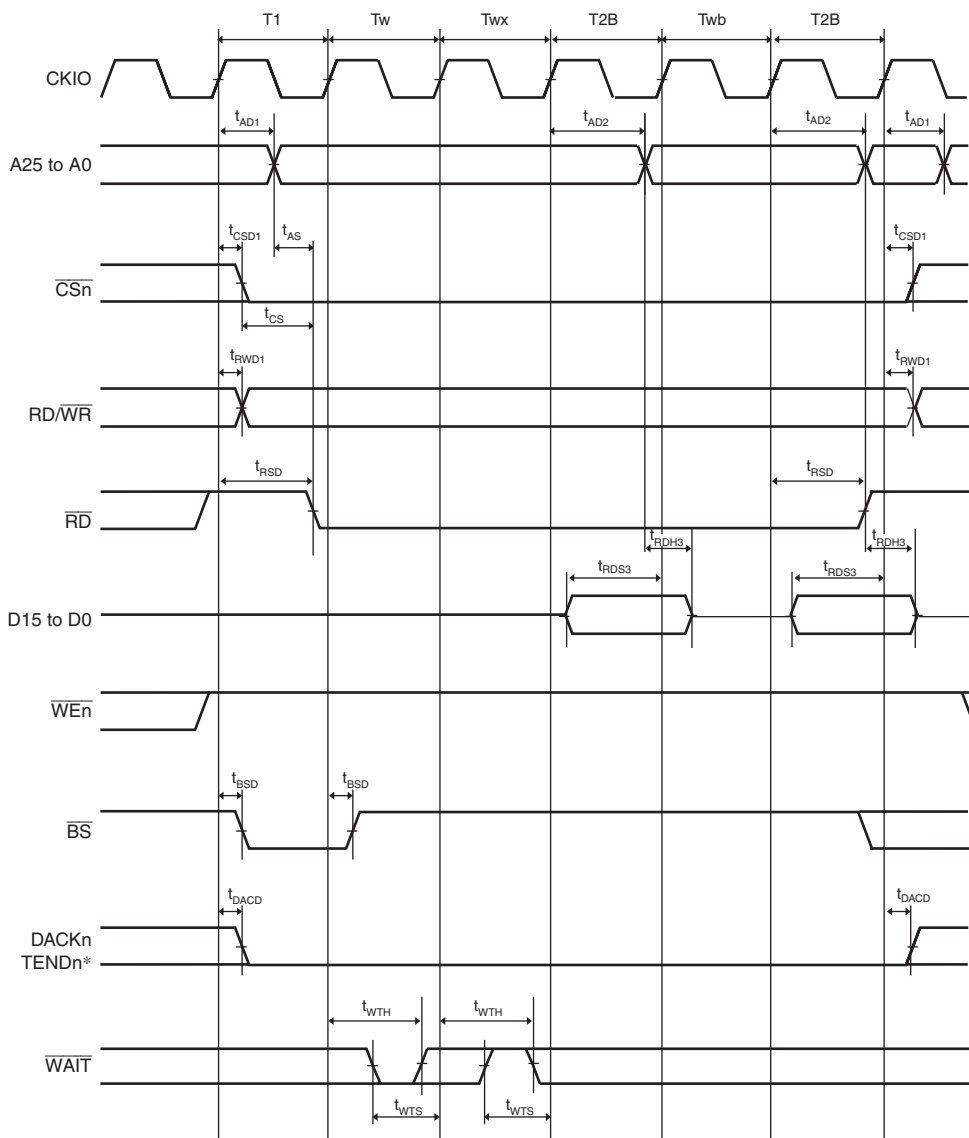 T1 Tw Twx T2B Twb T2B
CKIO
tAD1 tAD2 tAD2 tAD1
A25 to A0
tCSD1 tAS tCSD1
CSn
tCS
tRWD1 tRWD1
RD/WR
tRSD tRSD
RD
tRDH3 tRDH3
tRDS3 tRDS3
D15 to D0
WEn
tBSD tBSD
BS
tDACD tDACD
DACKn
TENDn*
tWTH tWTH
WAIT
tWTS tWTS